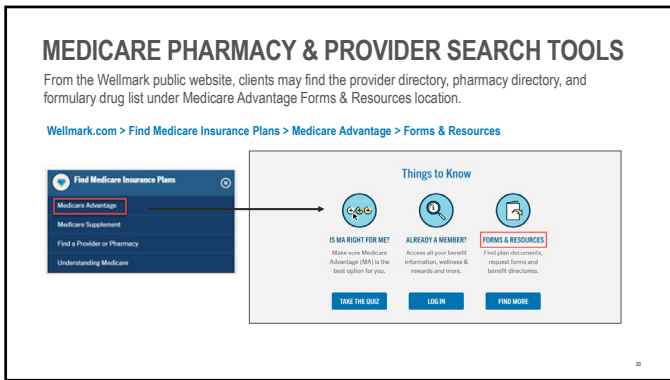 MEDICARE PHARMACY & PROVIDER SEARCH TOOLS
From the Wellmark public website, clients may find the provider directory, pharmacy directory, and
formulary drug list under Medicare Advantage Forms & Resources location.
Wellmark.com > Find Medicare Insurance Plans > Medicare Advantage > Forms & Resources
Find Medicare Insurance Plans
Medicare Advantage
Medicare Supplement
Find a Provider or Pharmacy
Understanding Medicare
Things to Know
IS MA RIGHT FOR ME?
Make sure Medicare
Advantage (MA) is the
best option for you.
TAKE THE QUIZ
ALREADY A MEMBER?
Access all your benefit
information, wellness &
rewards and more.
LOG IN
FORMS & RESOURCES
Find plan documents,
request forms and
benefit directories.
FIND MORE
20